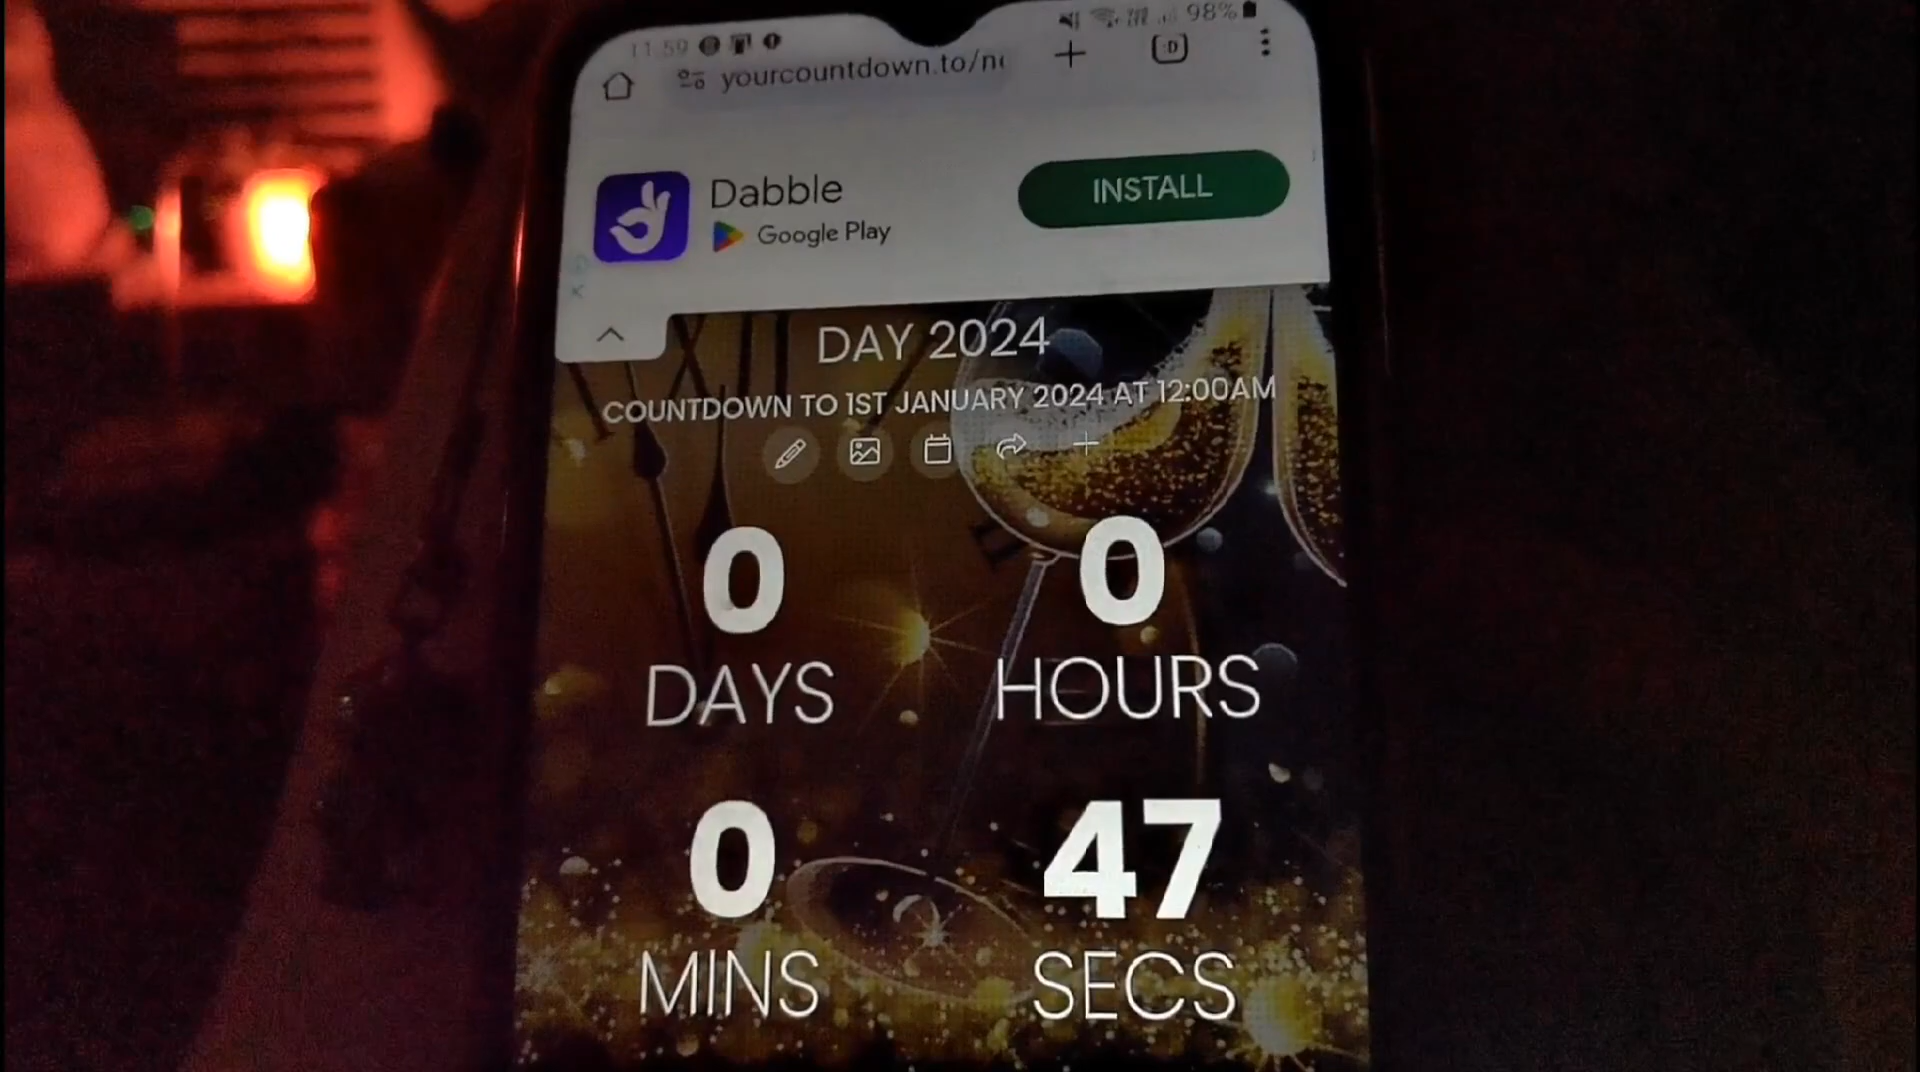 11:59 98%
yourcountdown.to/n
:D
Dabble
Google Play
INSTALL
DAY 2024
COUNTDOWN TO 1ST JANUARY 2024 AT 12:00AM
0 0
DAYS HOURS
0 47
MINS SECS